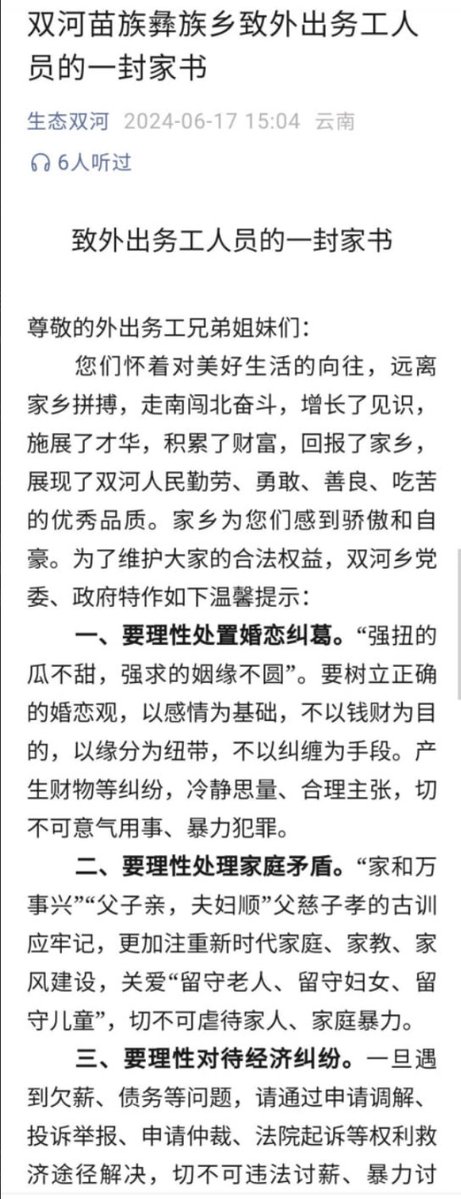 双河苗族彝族乡致外出务工人
员的一封家书
生态双河 2024-06-17 15:04 云南
6人听过
致外出务工人员的一封家书
尊敬的外出务工兄弟姐妹们：
您们怀着对美好生活的向往，远离
家乡拼搏，走南闯北奋斗，增长了见识，
施展了才华，积累了财富，回报了家乡，
展现了双河人民勤劳、勇敢、善良、吃苦
的优秀品质。家乡为您们感到骄傲和自
豪。为了维护大家的合法权益，双河乡党
委、政府特作如下温馨提示：
一、要理性处置婚恋纠葛。“强扭的
瓜不甜，强求的姻缘不圆”。要树立正确
的婚恋观，以感情为基础，不以钱财为目
的，以缘分为纽带，不以纠缠为手段。产
生财物等纠纷，冷静思量、合理主张，切
不可意气用事、暴力犯罪。
二、要理性处理家庭矛盾。“家和万
事兴”“父子亲，夫妇顺”父慈子孝的古训
应牢记，更加注重新时代家庭、家教、家
风建设，关爱“留守老人、留守妇女、留
守儿童”，切不可虐待家人、家庭暴力。
三、要理性对待经济纠纷。一旦遇
到欠薪、债务等问题，请通过申请调解、
投诉举报、申请仲裁、法院起诉等权利救
济途径解决，切不可违法讨薪、暴力讨